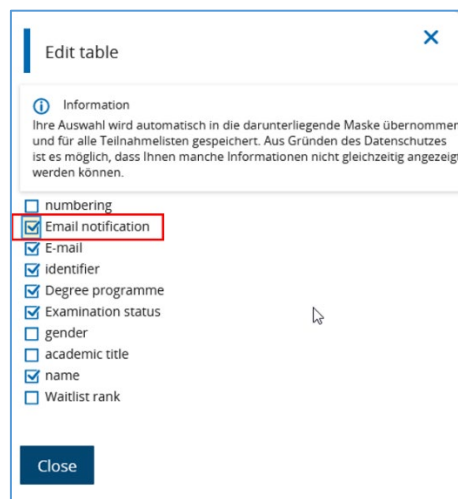 Edit table
Information
Ihre Auswahl wird automatisch in die darunterliegende Maske übernommen
und für alle Teilnahmelisten gespeichert. Aus Gründen des Datenschutzes
ist es möglich, dass Ihnen manche Informationen nicht gleichzeitig angezeigt
werden können.
numbering
Email notification
E-mail
identifier
Degree programme
Examination status
gender
academic title
name
Waitlist rank
Close